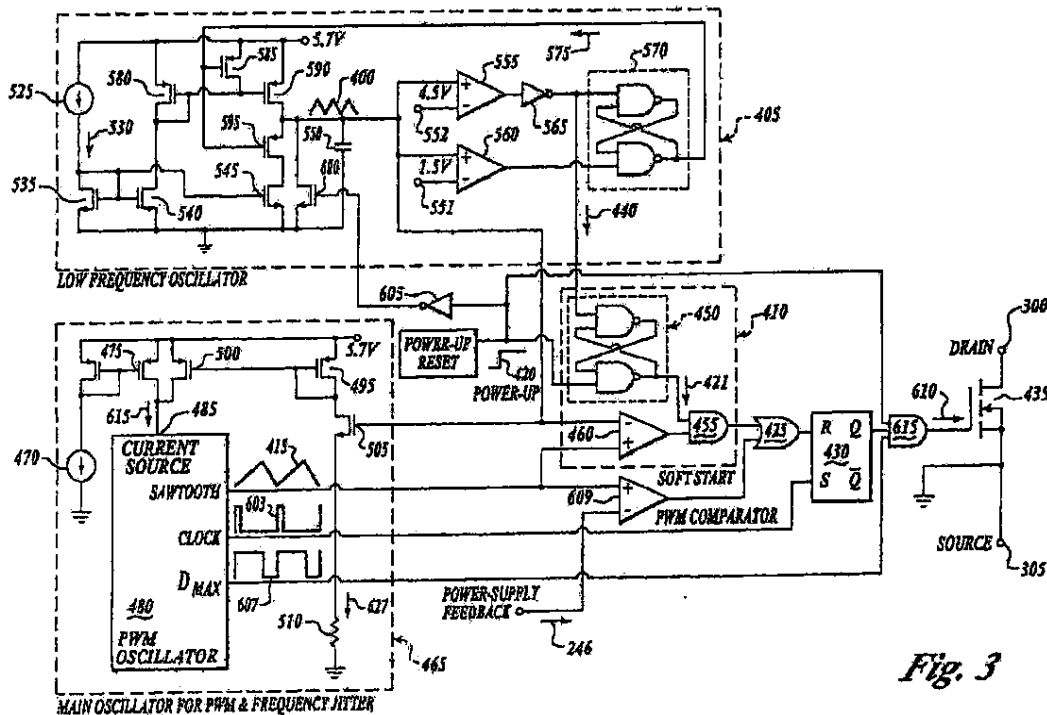 5.7V
585
575
570
580
590
400
555
525
4.5V
530
595
550
552
565
405
560
545
600
1.5V
535
540
551
440
LOW FREQUENCY OSCILLATOR
605
450
410
300
POWER-UP
RESET
DRAIN
5.7V
475
500
495
420
POWER-UP
421
610
435
615
485
470
CURRENT
SOURCE
505
460
455
425
R Q
430
S Q
615
415
SAWTOOTH
SOFT START
603
609
PWM COMPARATOR
CLOCK
SOURCE
305
D MAX
607
627
POWER-SUPPLY
FEEDBACK
480
PWM
OSCILLATOR
510
465
246
Fig. 3
MAIN OSCILLATOR FOR PWM & FREQUENCY JITTER